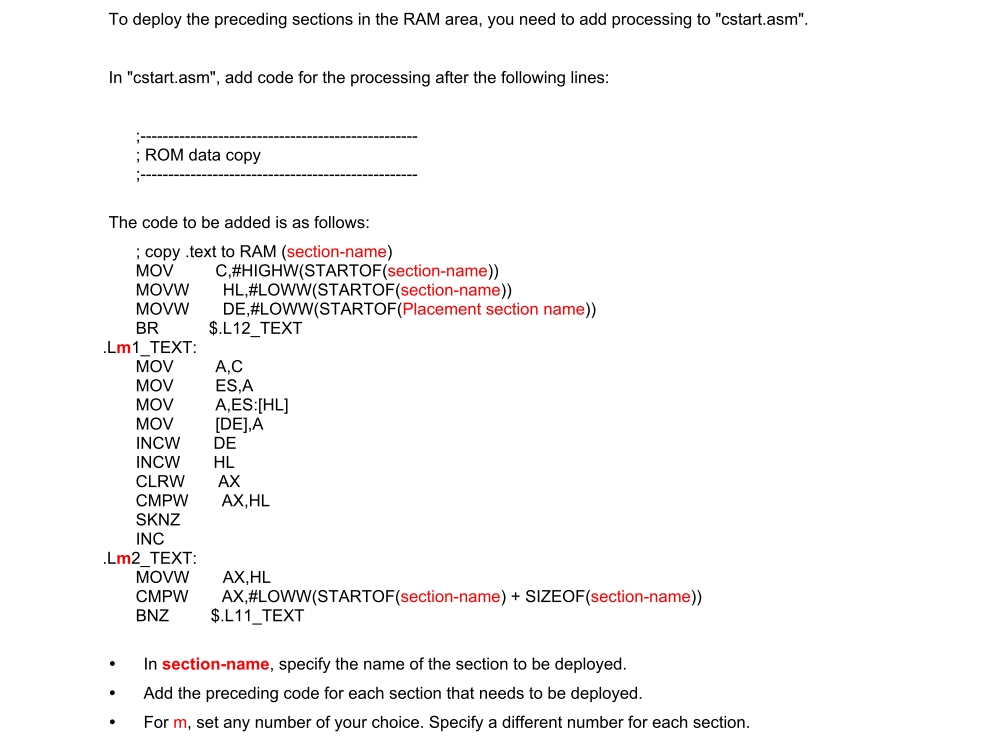 To deploy the preceding sections in the RAM area, you need to add processing to "cstart.asm".
In "cstart.asm", add code for the processing after the following lines:
;--------------------------------------------------
; ROM data copy
;--------------------------------------------------
The code to be added is as follows:
; copy .text to RAM (section-name)
MOV C,#HIGHW(STARTOF(section-name))
MOVW HL,#LOWW(STARTOF(section-name))
MOVW DE,#LOWW(STARTOF(Placement section name))
BR $.L12_TEXT
.Lm1_TEXT:
MOV A,C
MOV ES,A
MOV A,ES:[HL]
MOV [DE],A
INCW DE
INCW HL
CLRW AX
CMPW AX,HL
SKNZ
INC
.Lm2_TEXT:
MOVW AX,HL
CMPW AX,#LOWW(STARTOF(section-name) + SIZEOF(section-name))
BNZ $.L11_TEXT
• In section-name, specify the name of the section to be deployed.
• Add the preceding code for each section that needs to be deployed.
• For m, set any number of your choice. Specify a different number for each section.